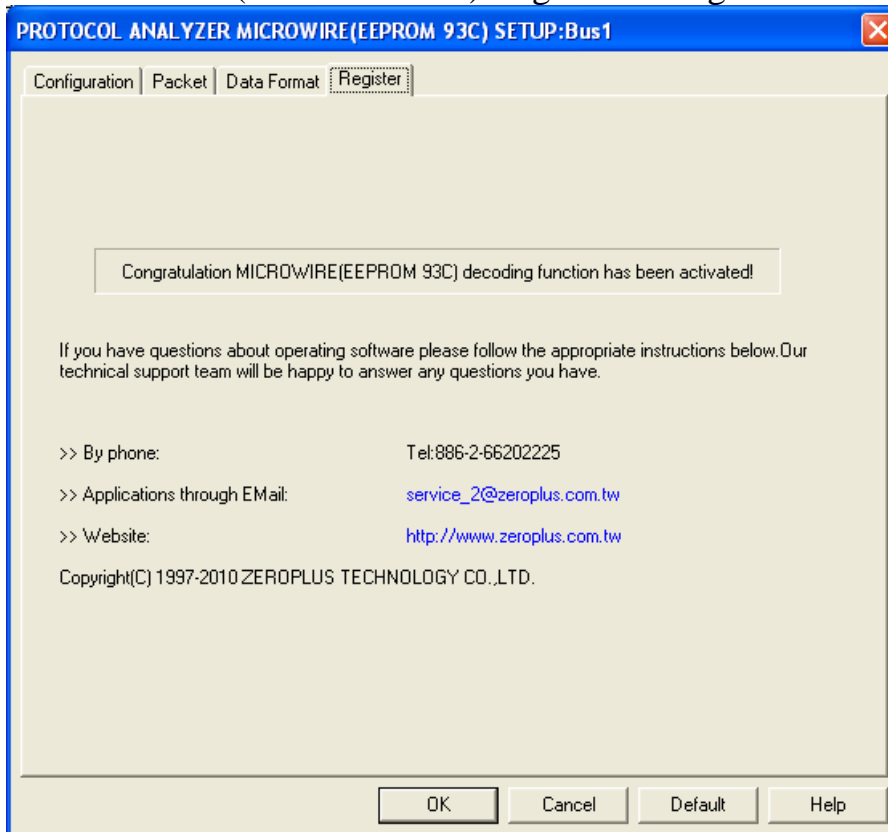 PROTOCOL ANALYZER MICROWIRE(EEPROM 93C) SETUP:Bus1
Configuration Packet Data Format Register
Congratulation MICROWIRE(EEPROM 93C) decoding function has been activated!
If you have questions about operating software please follow the appropriate instructions below.Our
technical support team will be happy to answer any questions you have.
>> By phone: Tel:886-2-66202225
>> Applications through EMail: service_2@zeroplus.com.tw
>> Website: http://www.zeroplus.com.tw
Copyright(C) 1997-2010 ZEROPLUS TECHNOLOGY CO.,LTD.
OK Cancel Default Help